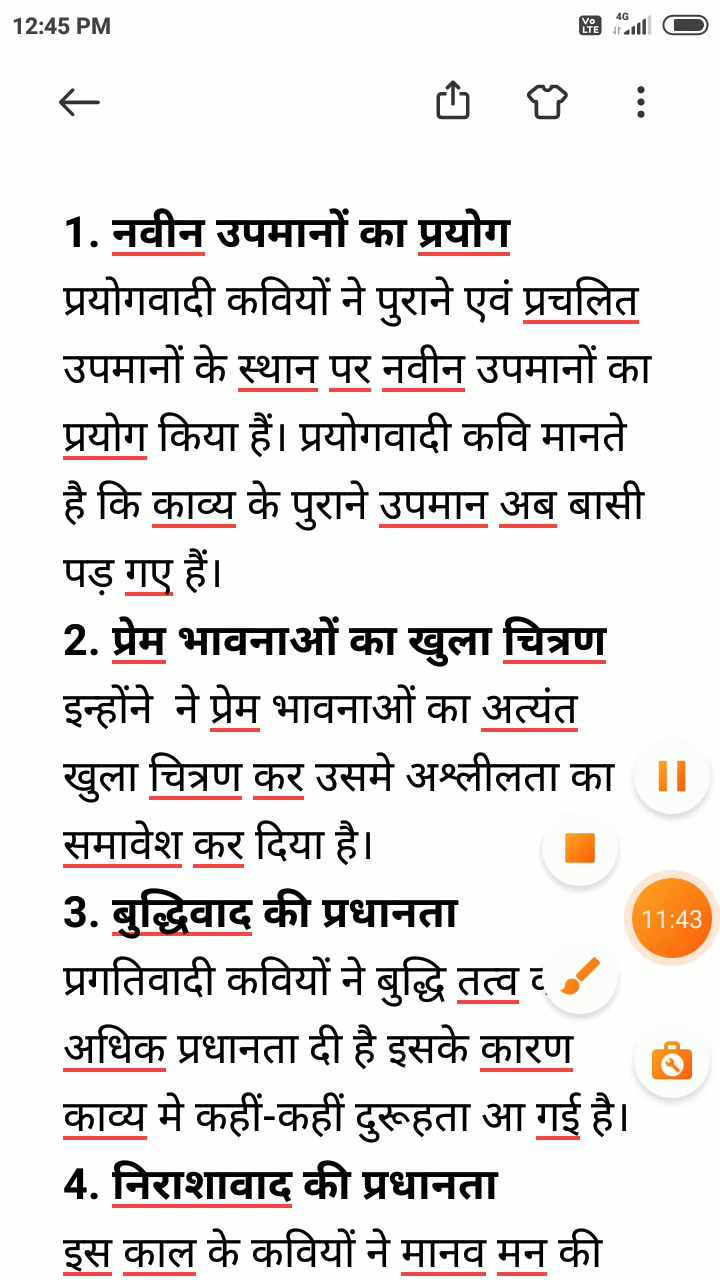 12:45 PM
Vo LTE 4G
1. नवीन उपमानों का प्रयोग
प्रयोगवादी कवियों ने पुराने एवं प्रचलित
उपमानों के स्थान पर नवीन उपमानों का
प्रयोग किया हैं। प्रयोगवादी कवि मानते
है कि काव्य के पुराने उपमान अब बासी
पड़ गए हैं।
2. प्रेम भावनाओं का खुला चित्रण
इन्होंने  ने प्रेम भावनाओं का अत्यंत
खुला चित्रण कर उसमे अश्लीलता का
समावेश कर दिया है।
3. बुद्धिवाद की प्रधानता
11:43
प्रगतिवादी कवियों ने बुद्धि तत्व
अधिक प्रधानता दी है इसके कारण
काव्य मे कहीं-कहीं दुरूहता आ गई है।
4. निराशावाद की प्रधानता
इस काल के कवियों ने मानव मन की